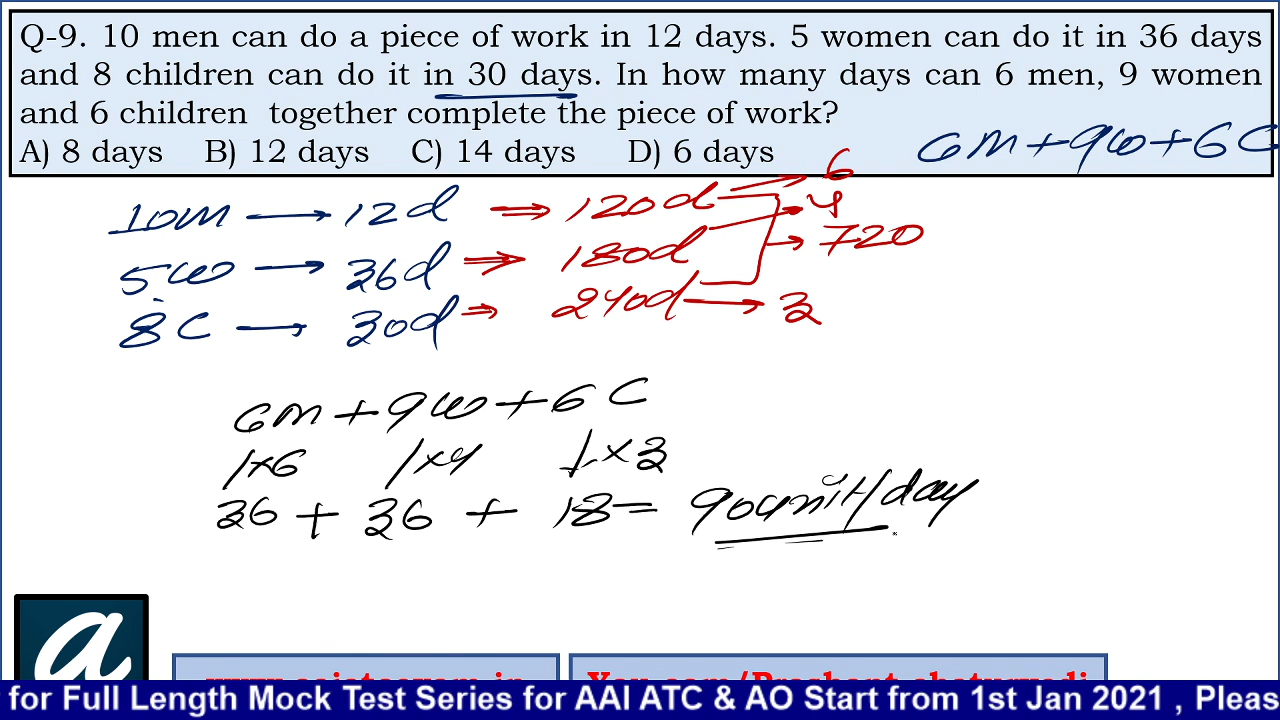 Q-9. 10 men can do a piece of work in 12 days. 5 women can do it in 36 days
and 8 children can do it in 30 days. In how many days can 6 men, 9 women
and 6 children together complete the piece of work?
A) 8 days B) 12 days C) 14 days D) 6 days
6M+9W+6C
10M → 12d ⇒ 120d → 6
5W → 36d ⇒ 180d → 4
→ 720
8C → 30d ⇒ 240d → 3
6M+9W+6C
1×6 1×4 1×3
36 + 36 + 18 = 90unit/day
a
for Full Length Mock Test Series for AAI ATC & AO Start from 1st Jan 2021 , Pleas